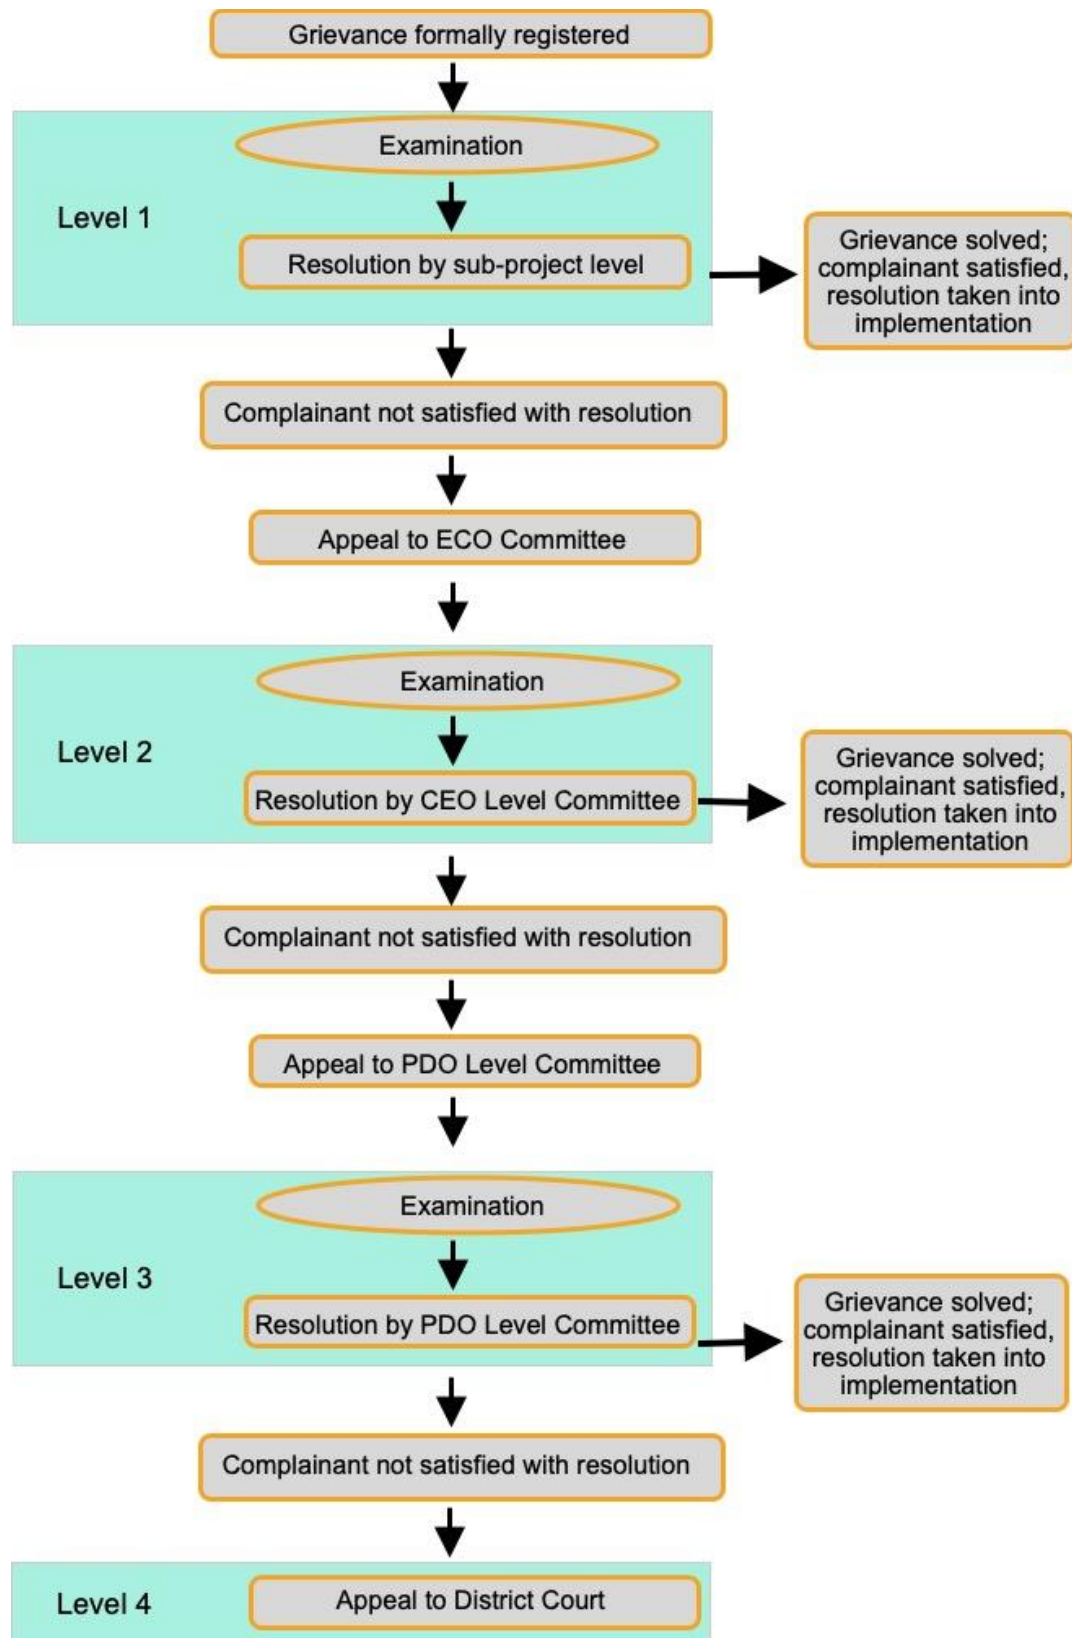 Grievance formally registered
Examination
Level 1
Resolution by sub-project level
Grievance solved;
complainant satisfied,
resolution taken into
implementation
Complainant not satisfied with resolution
Appeal to ECO Committee
Examination
Level 2
Resolution by CEO Level Committee
Grievance solved;
complainant satisfied,
resolution taken into
implementation
Complainant not satisfied with resolution
Appeal to PDO Level Committee
Examination
Level 3
Resolution by PDO Level Committee
Grievance solved;
complainant satisfied,
resolution taken into
implementation
Complainant not satisfied with resolution
Level 4
Appeal to District Court